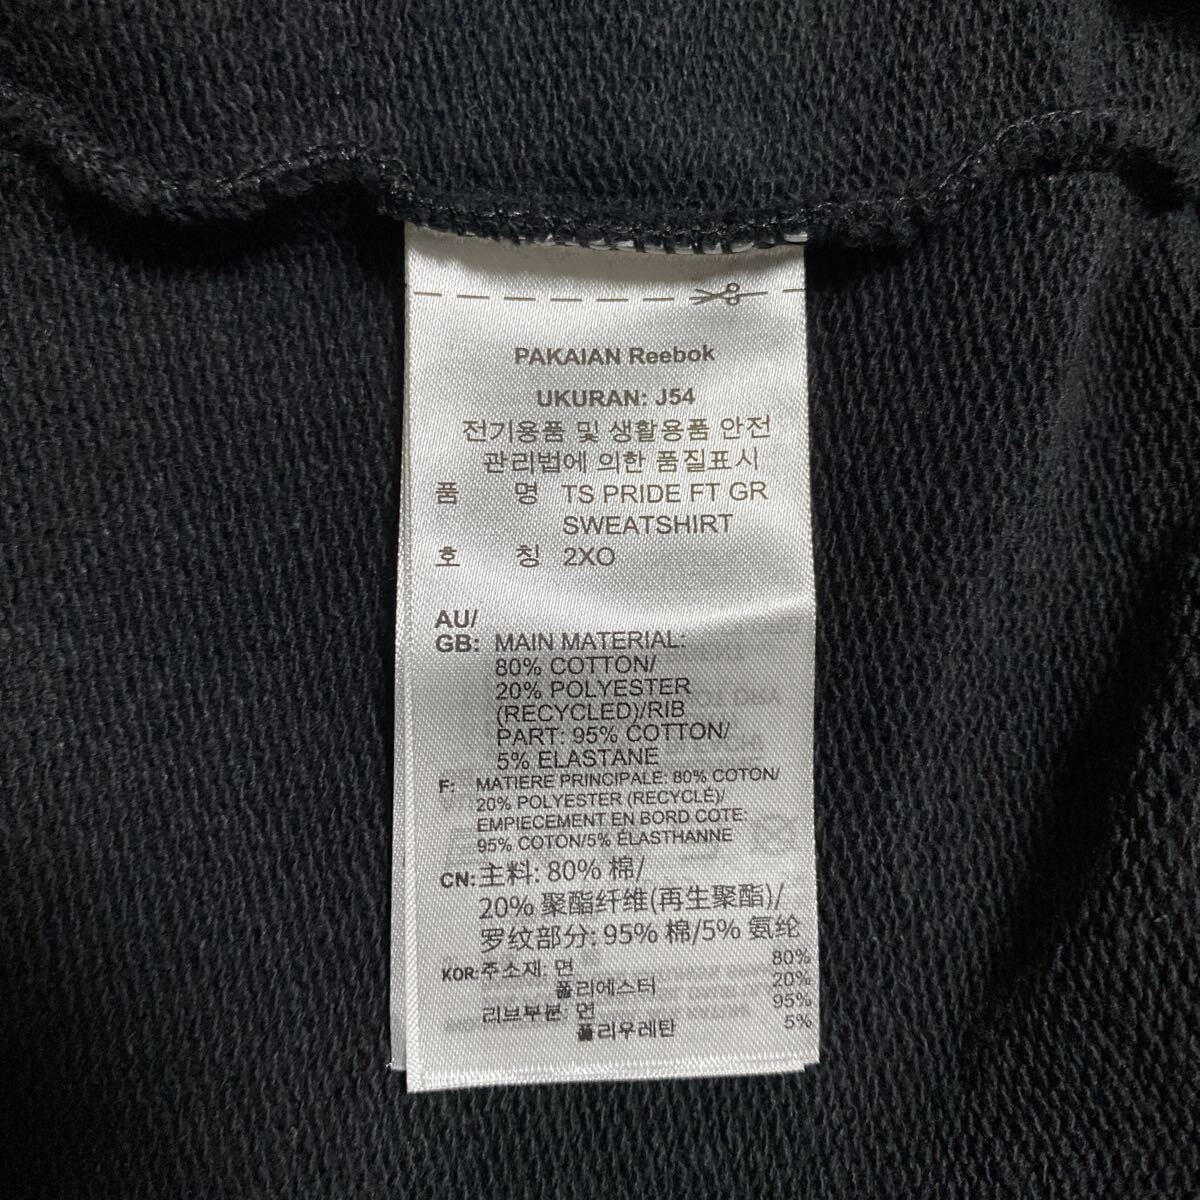 PAKAIAN Reebok
UKURAN: J54
전기용품 및 생활용품 안전
관리법에 의한 품질표시
품 명 TS PRIDE FT GR
SWEATSHIRT
호 칭 2XO
AU/
GB: MAIN MATERIAL:
80% COTTON/
20% POLYESTER
(RECYCLED)/RIB
PART: 95% COTTON/
5% ELASTANE
F: MATIERE PRINCIPALE: 80% COTON/
20% POLYESTER (RECYCLÉ)/
EMPIECEMENT EN BORD COTE:
95% COTON/5% ÉLASTHANNE
CN: 主料: 80% 棉/
20% 聚酯纤维(再生聚酯)/
罗纹部分: 95% 棉/5% 氨纶
KOR: 주소재: 면 80%
폴리에스터 20%
리브부분: 면 95%
폴리우레탄 5%